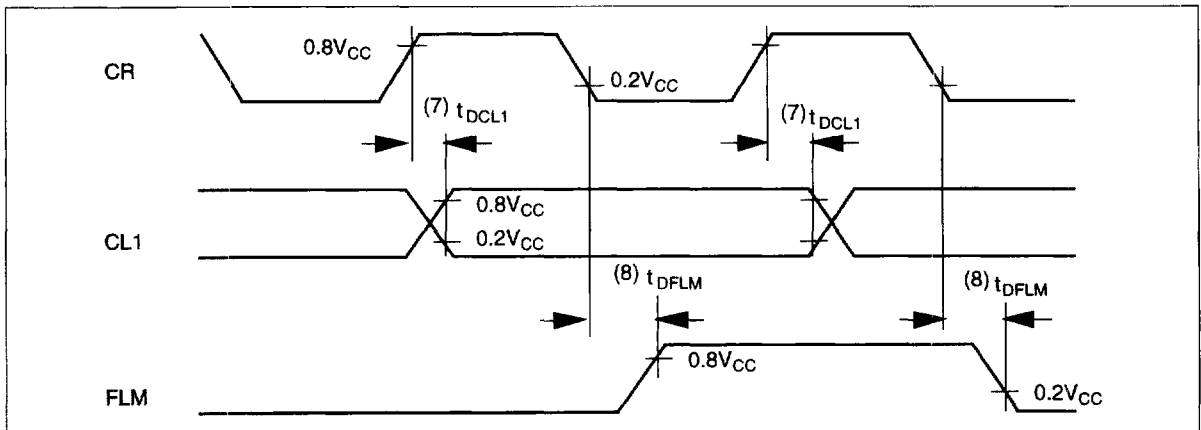 CR
0.8VCC
0.2VCC
(7) tDCL1
(7) tDCL1
CL1
0.8VCC
0.2VCC
(8) tDFLM
(8) tDFLM
FLM
0.8VCC
0.2VCC